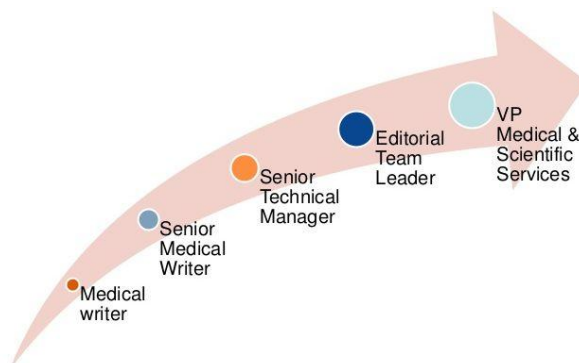 Medical
writer
Senior
Medical
Writer
Senior
Technical
Manager
Editorial
Team
Leader
VP
Medical &
Scientific
Services